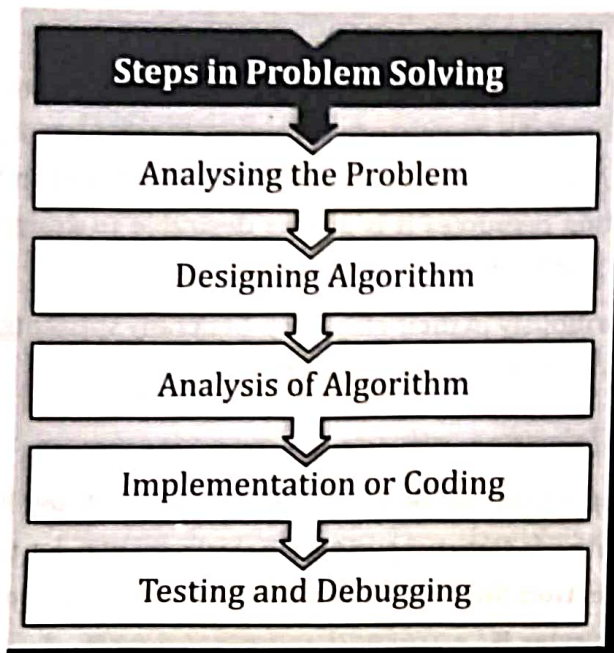 Steps in Problem Solving
Analysing the Problem
Designing Algorithm
Analysis of Algorithm
Implementation or Coding
Testing and Debugging